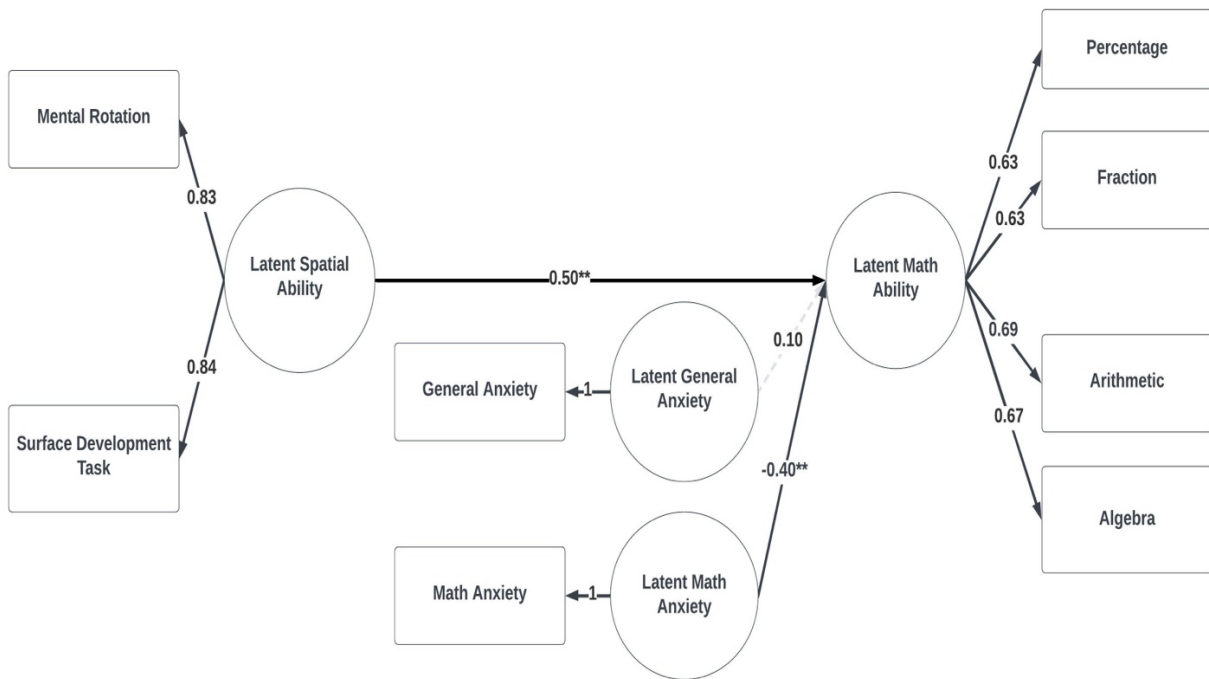 Percentage
Mental Rotation
0.83
0.63
Fraction
0.63
Latent Spatial
Ability
0.50**
Latent Math
Ability
0.84
General Anxiety
1
Latent General
Anxiety
0.10
0.69
Arithmetic
0.67
Surface Development
Task
-0.40**
Algebra
Math Anxiety
1
Latent Math
Anxiety